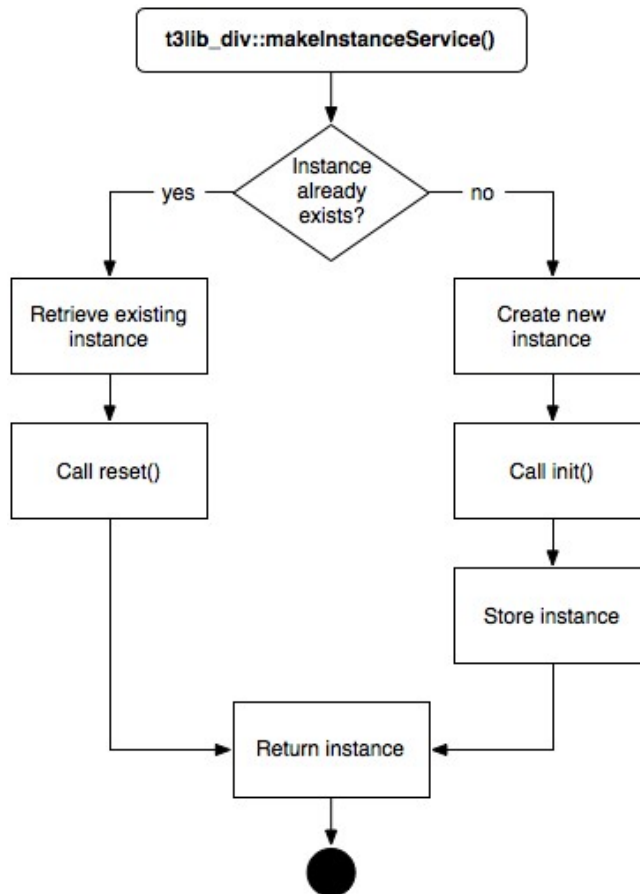 t3lib_div::makeInstanceService()
Instance
already
exists?
yes
no
Retrieve existing
instance
Create new
instance
Call reset()
Call init()
Store instance
Return instance